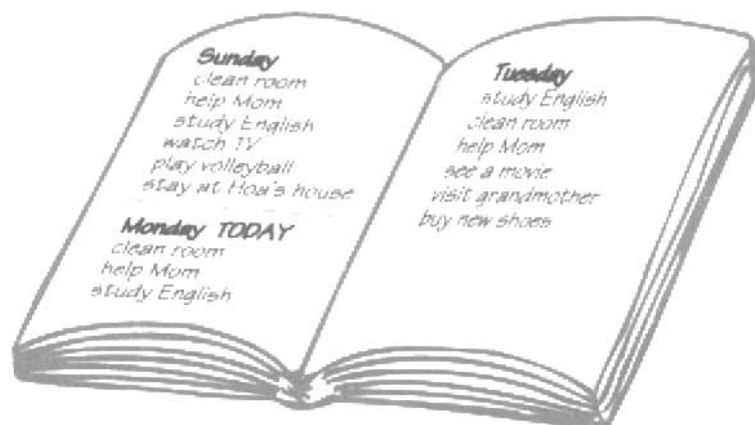 Sunday
clean room
help Mom
study English
watch TV
play volleyball
stay at Hoa's house
Monday TODAY
clean room
help Mom
study English
Tuesday
study English
clean room
help Mom
see a movie
visit grandmother
buy new shoes